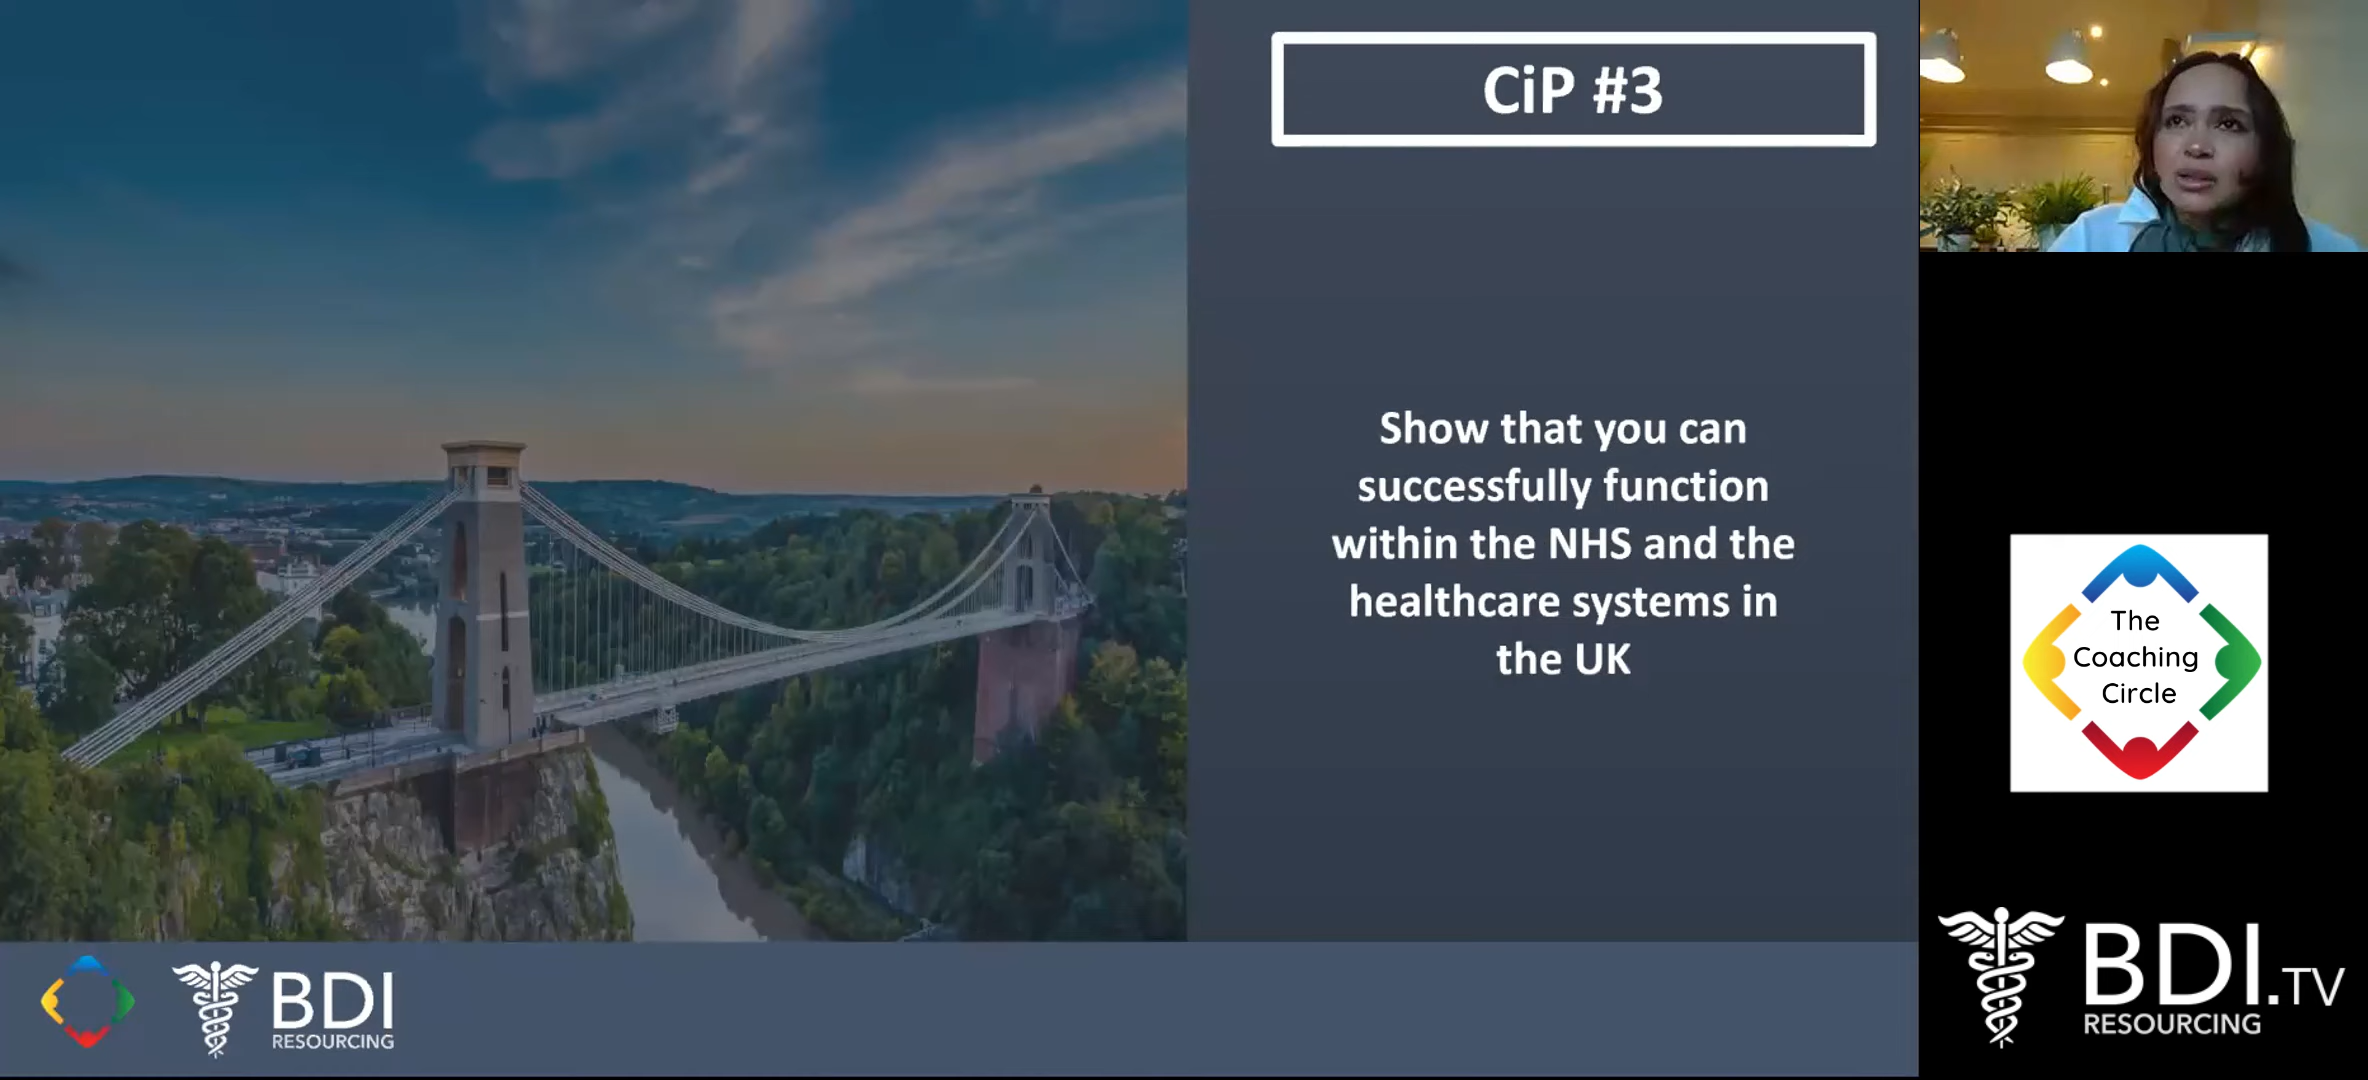 CiP #3
Show that you can
successfully function
within the NHS and the
healthcare systems in
the UK
The
Coaching
Circle
BDI
RESOURCING
BDI.TV
RESOURCING